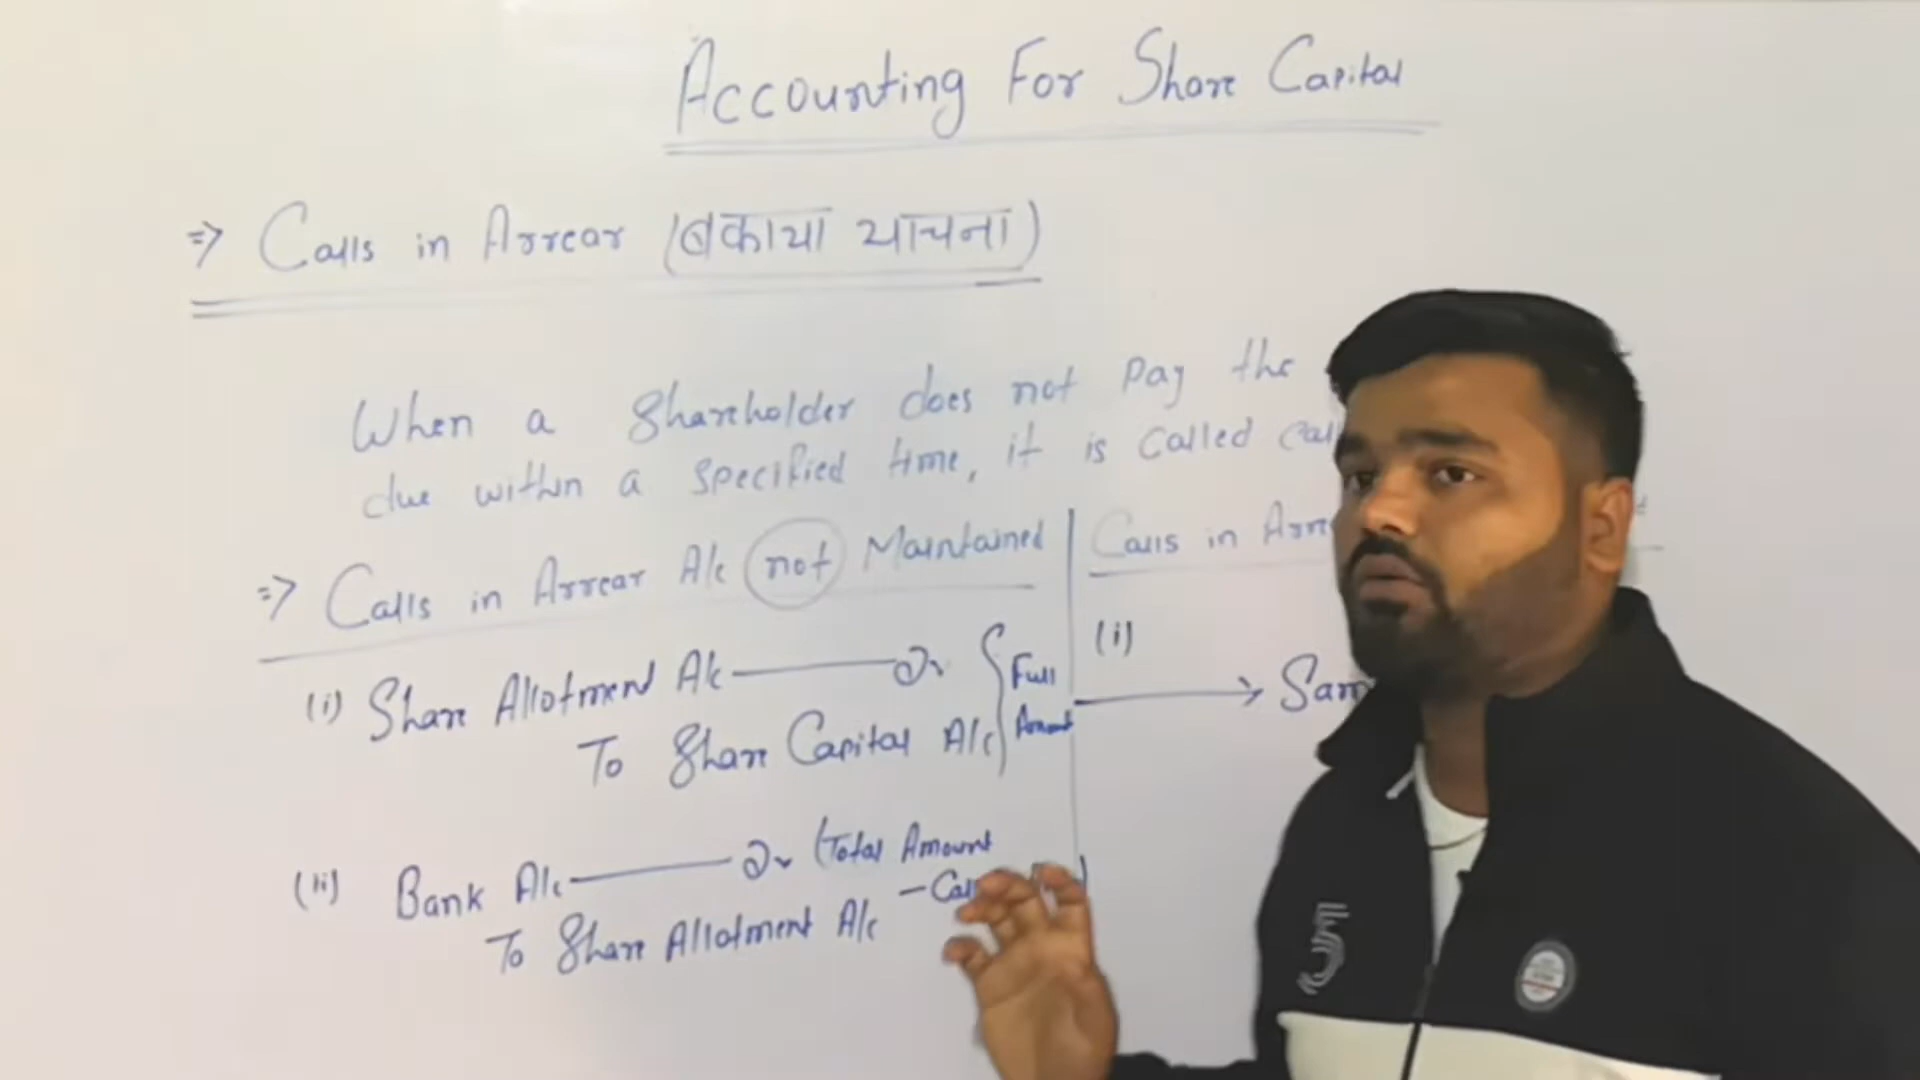 Accounting For Share Capital
=> Calls in Arrear (बकाया याचना)
When a Shareholder does not Pay the
due within a specified time, it is called
=> Calls in Arrear A/c not Maintained
Calls in
(i) Share Allotment A/c Dr
To Share Capital A/c
Full
Amount
(i)
(ii) Bank A/c Dr (Total Amount
To Share Allotment A/c
5